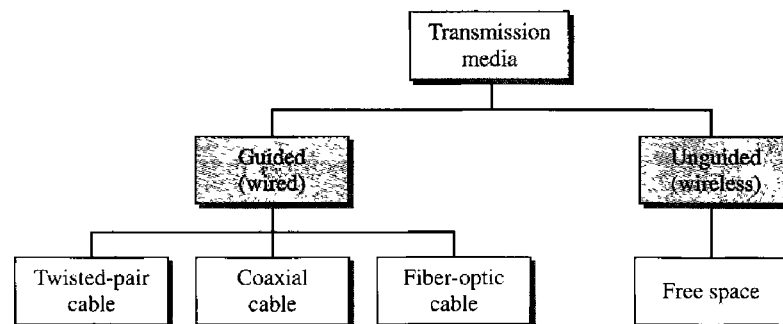 Transmission
media
Guided
(wired)
Unguided
(wireless)
Twisted-pair
cable
Coaxial
cable
Fiber-optic
cable
Free space